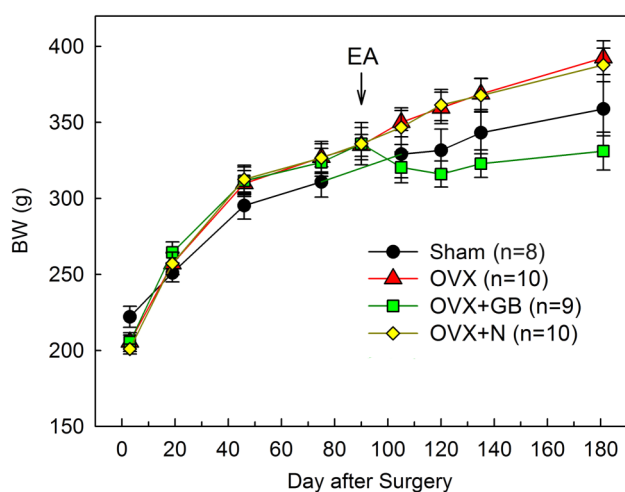 400
EA
350
300
BW (g)
250
Sham (n=8)
OVX (n=10)
OVX+GB (n=9)
OVX+N (n=10)
200
150
0 20 40 60 80 100 120 140 160 180
Day after Surgery